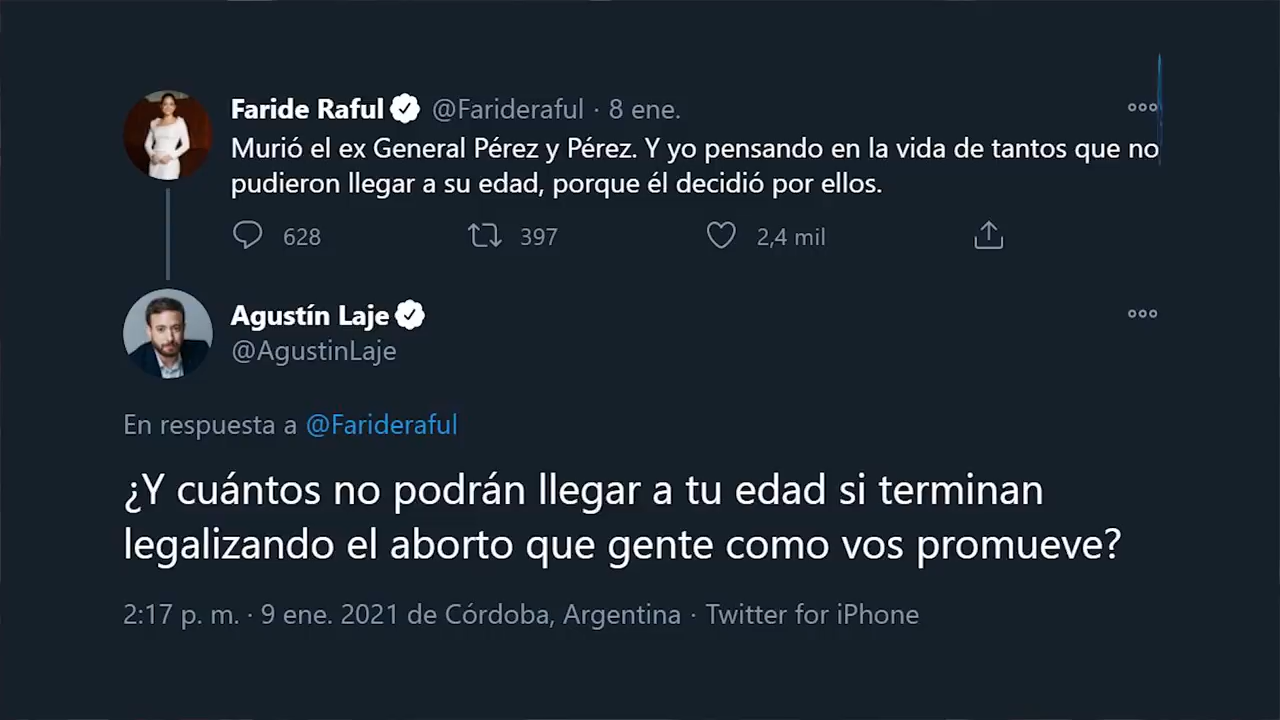 Faride Raful @Farideraful · 8 ene.
Murió el ex General Pérez y Pérez. Y yo pensando en la vida de tantos que no
pudieron llegar a su edad, porque él decidió por ellos.
628 397 2,4 mil
Agustín Laje
@AgustinLaje
En respuesta a @Farideraful
¿Y cuántos no podrán llegar a tu edad si terminan
legalizando el aborto que gente como vos promueve?
2:17 p. m. · 9 ene. 2021 de Córdoba, Argentina · Twitter for iPhone